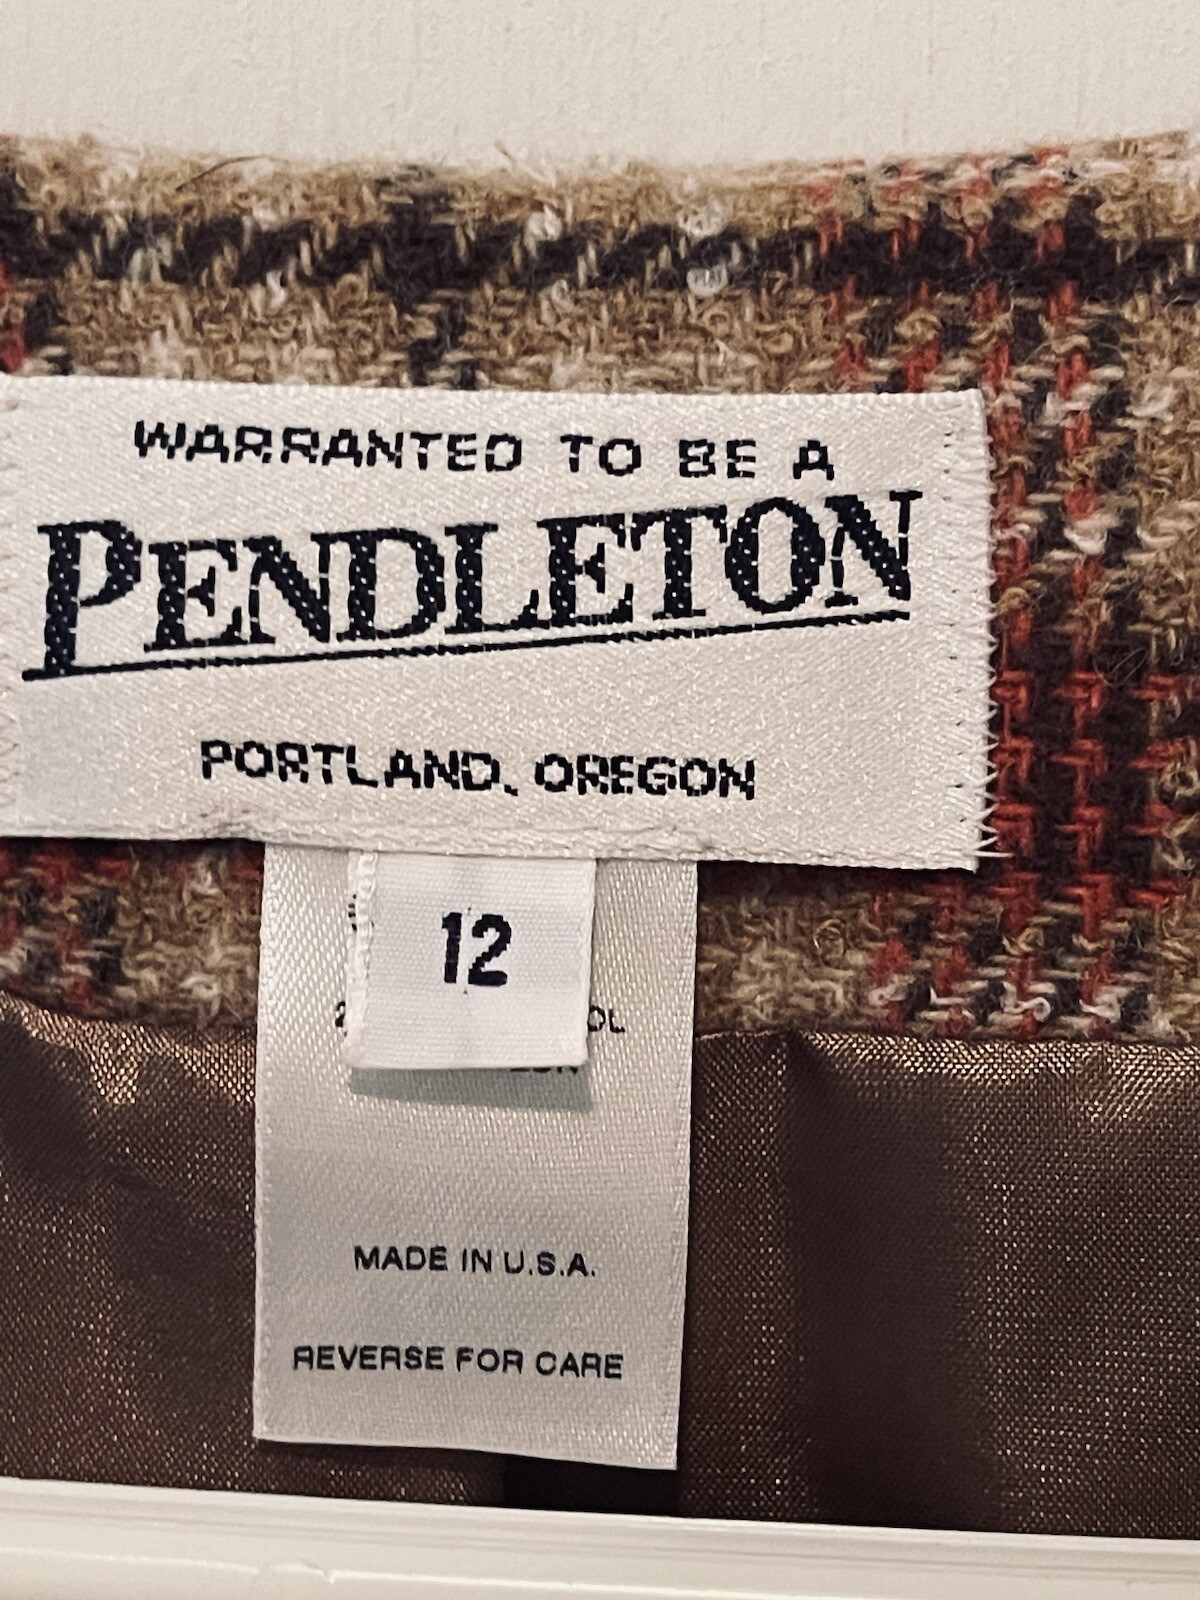 WARRANTED TO BE A
PENDLETON
PORTLAND, OREGON
12
MADE IN U.S.A.
REVERSE FOR CARE